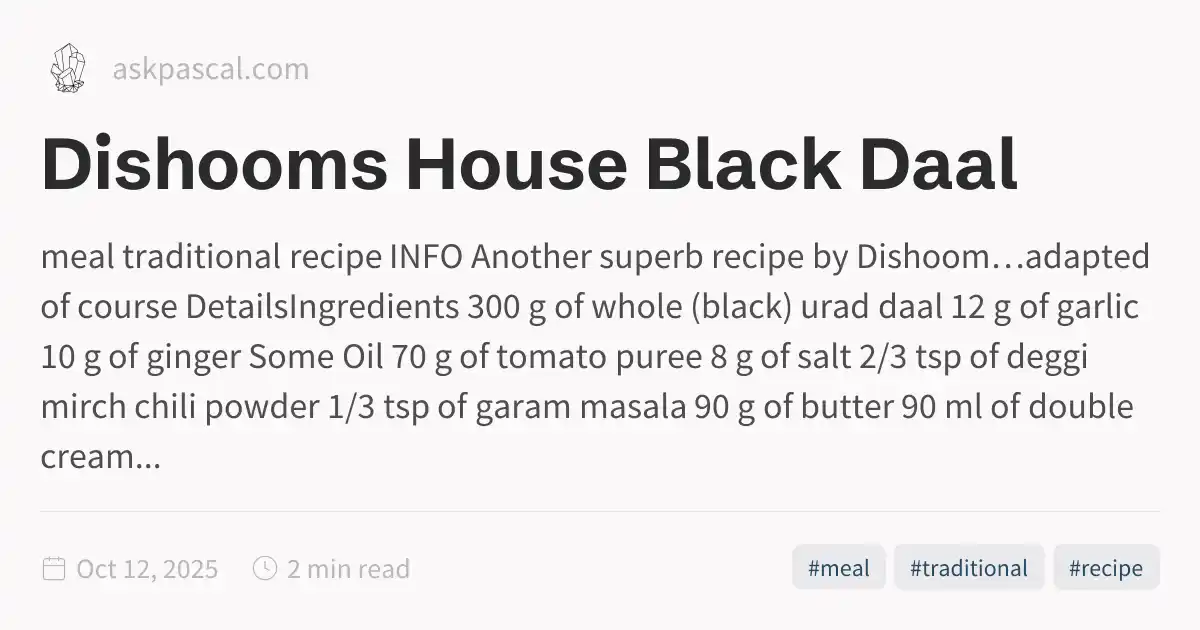 askpascal.com
Dishooms House Black Daal
meal traditional recipe INFO Another superb recipe by Dishoom…adapted
of course DetailsIngredients 300 g of whole (black) urad daal 12 g of garlic
10 g of ginger Some Oil 70 g of tomato puree 8 g of salt 2/3 tsp of deggi
mirch chili powder 1/3 tsp of garam masala 90 g of butter 90 ml of double
cream...
Oct 12, 2025 2 min read #meal #traditional #recipe